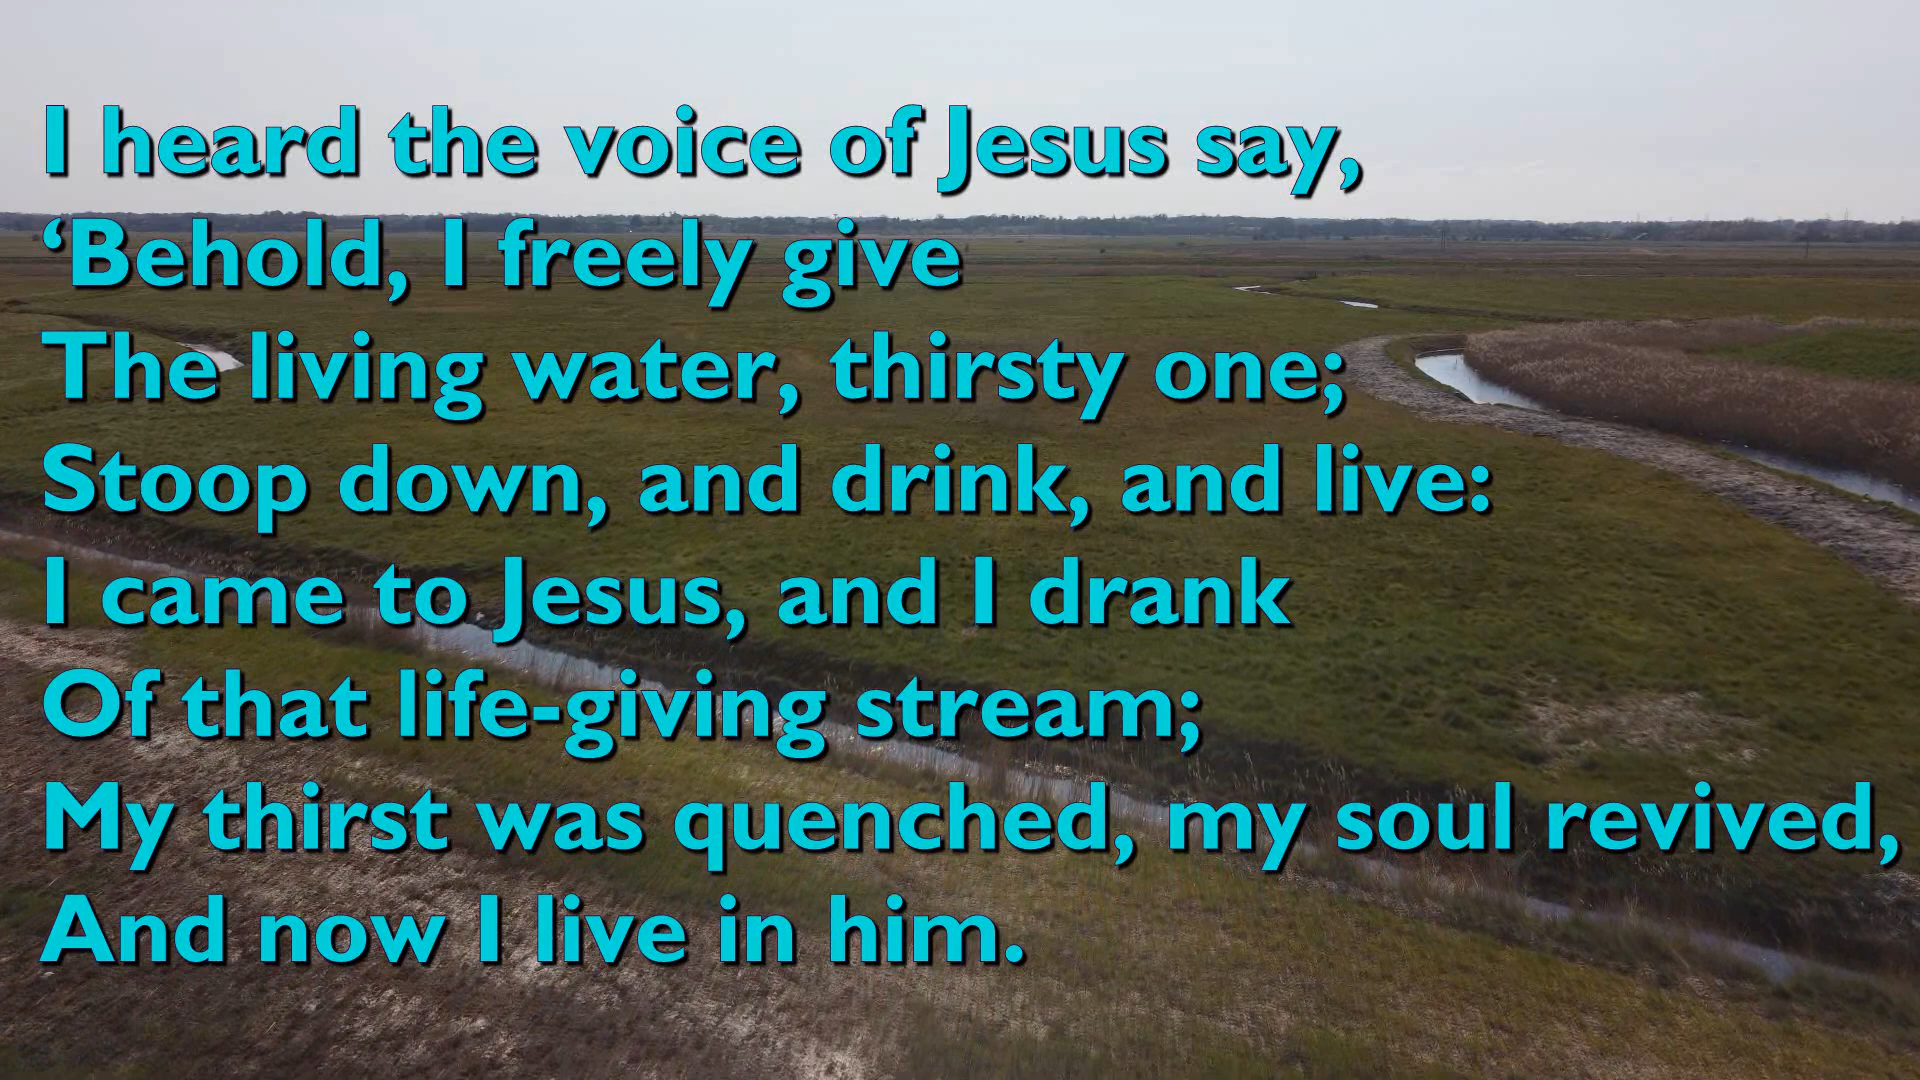 I heard the voice of Jesus say,
‘Behold, I freely give
The living water, thirsty one;
Stoop down, and drink, and live:
I came to Jesus, and I drank
Of that life-giving stream;
My thirst was quenched, my soul revived,
And now I live in him.